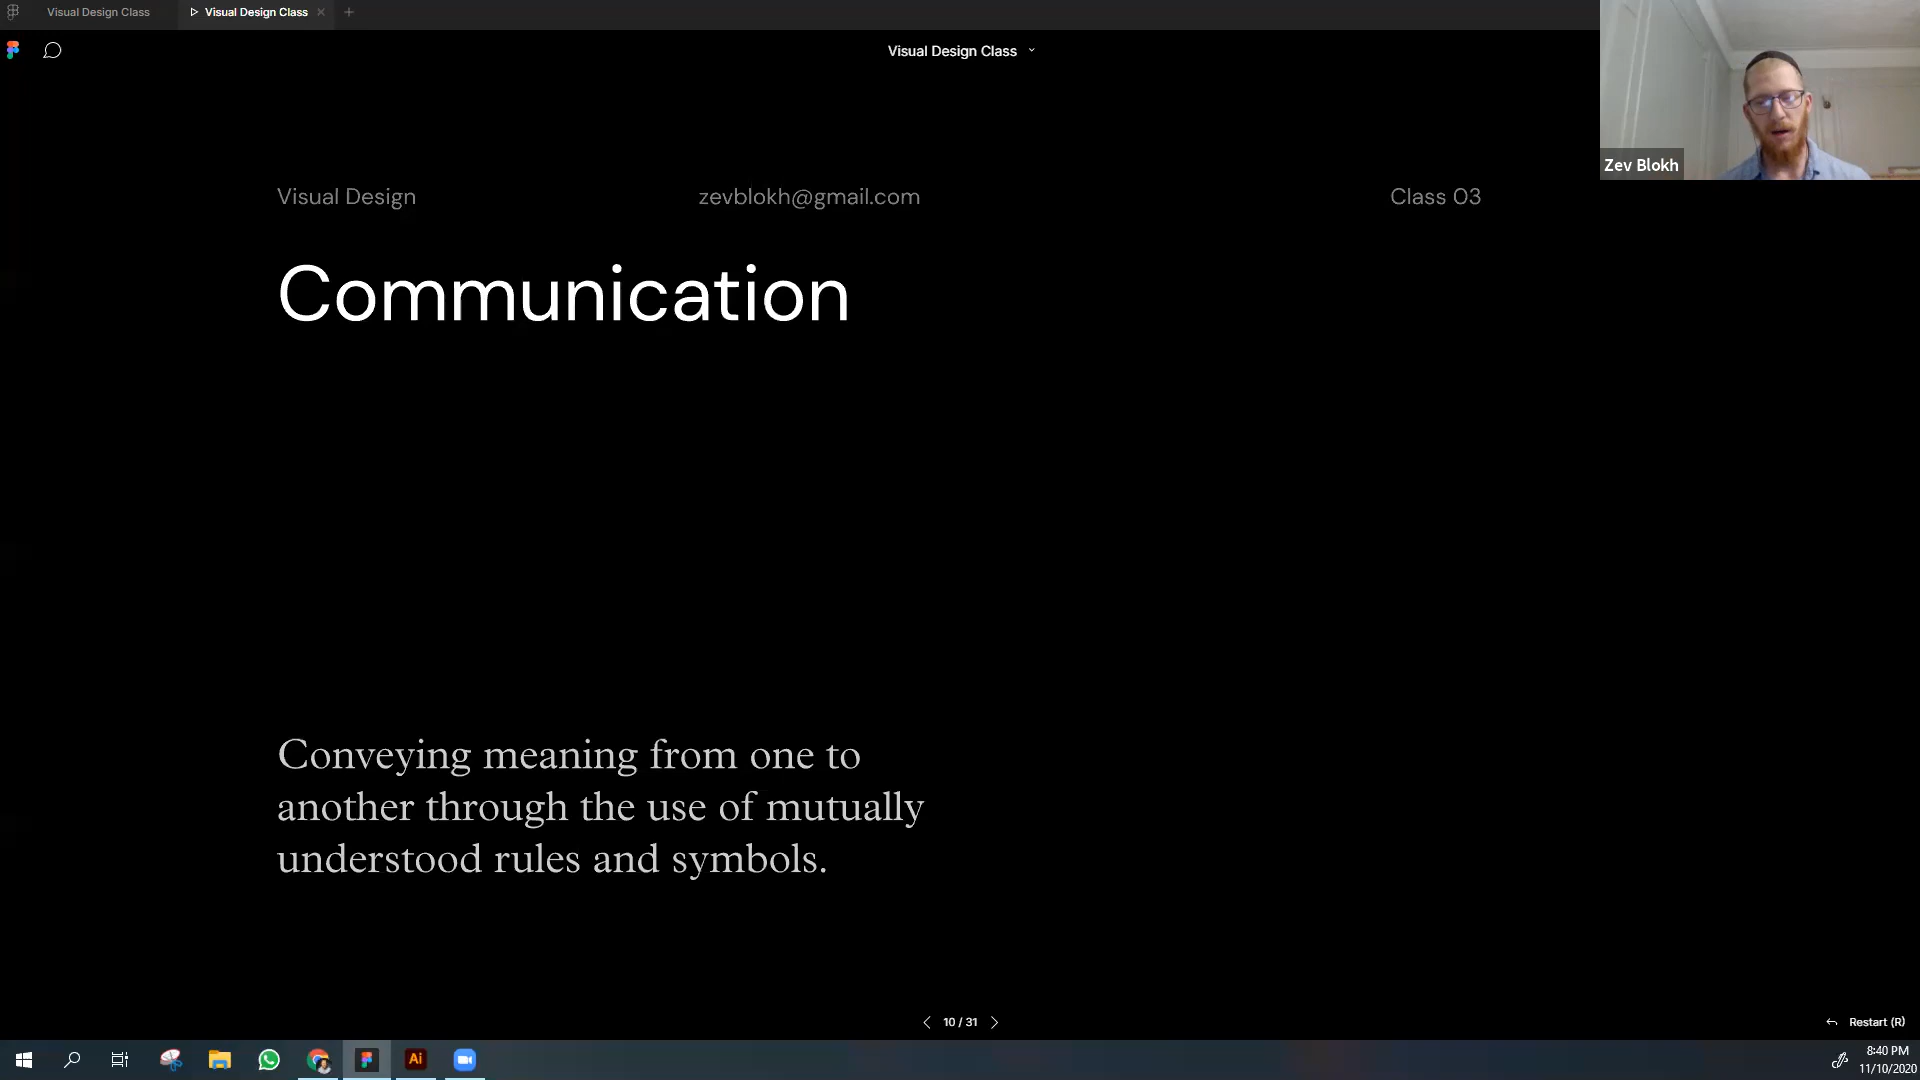 Visual Design Class
Visual Design Class
Visual Design Class
Zev Blokh
Visual Design
zevblokh@gmail.com
Class 03
Communication
Conveying meaning from one to
another through the use of mutually
understood rules and symbols.
10 / 31
Restart (R)
Ai
8:40 PM
11/10/2020